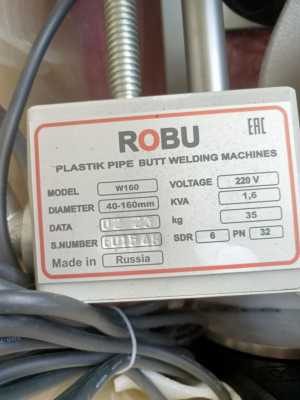 ROBU EAC
PLASTIK PIPE BUTT WELDING MACHINES
MODEL W160 VOLTAGE 220 V
DIAMETER 40-160mm KVA 1,6
DATA kg 35
S.NUMBER SDR 6 PN 32
Made in Russia